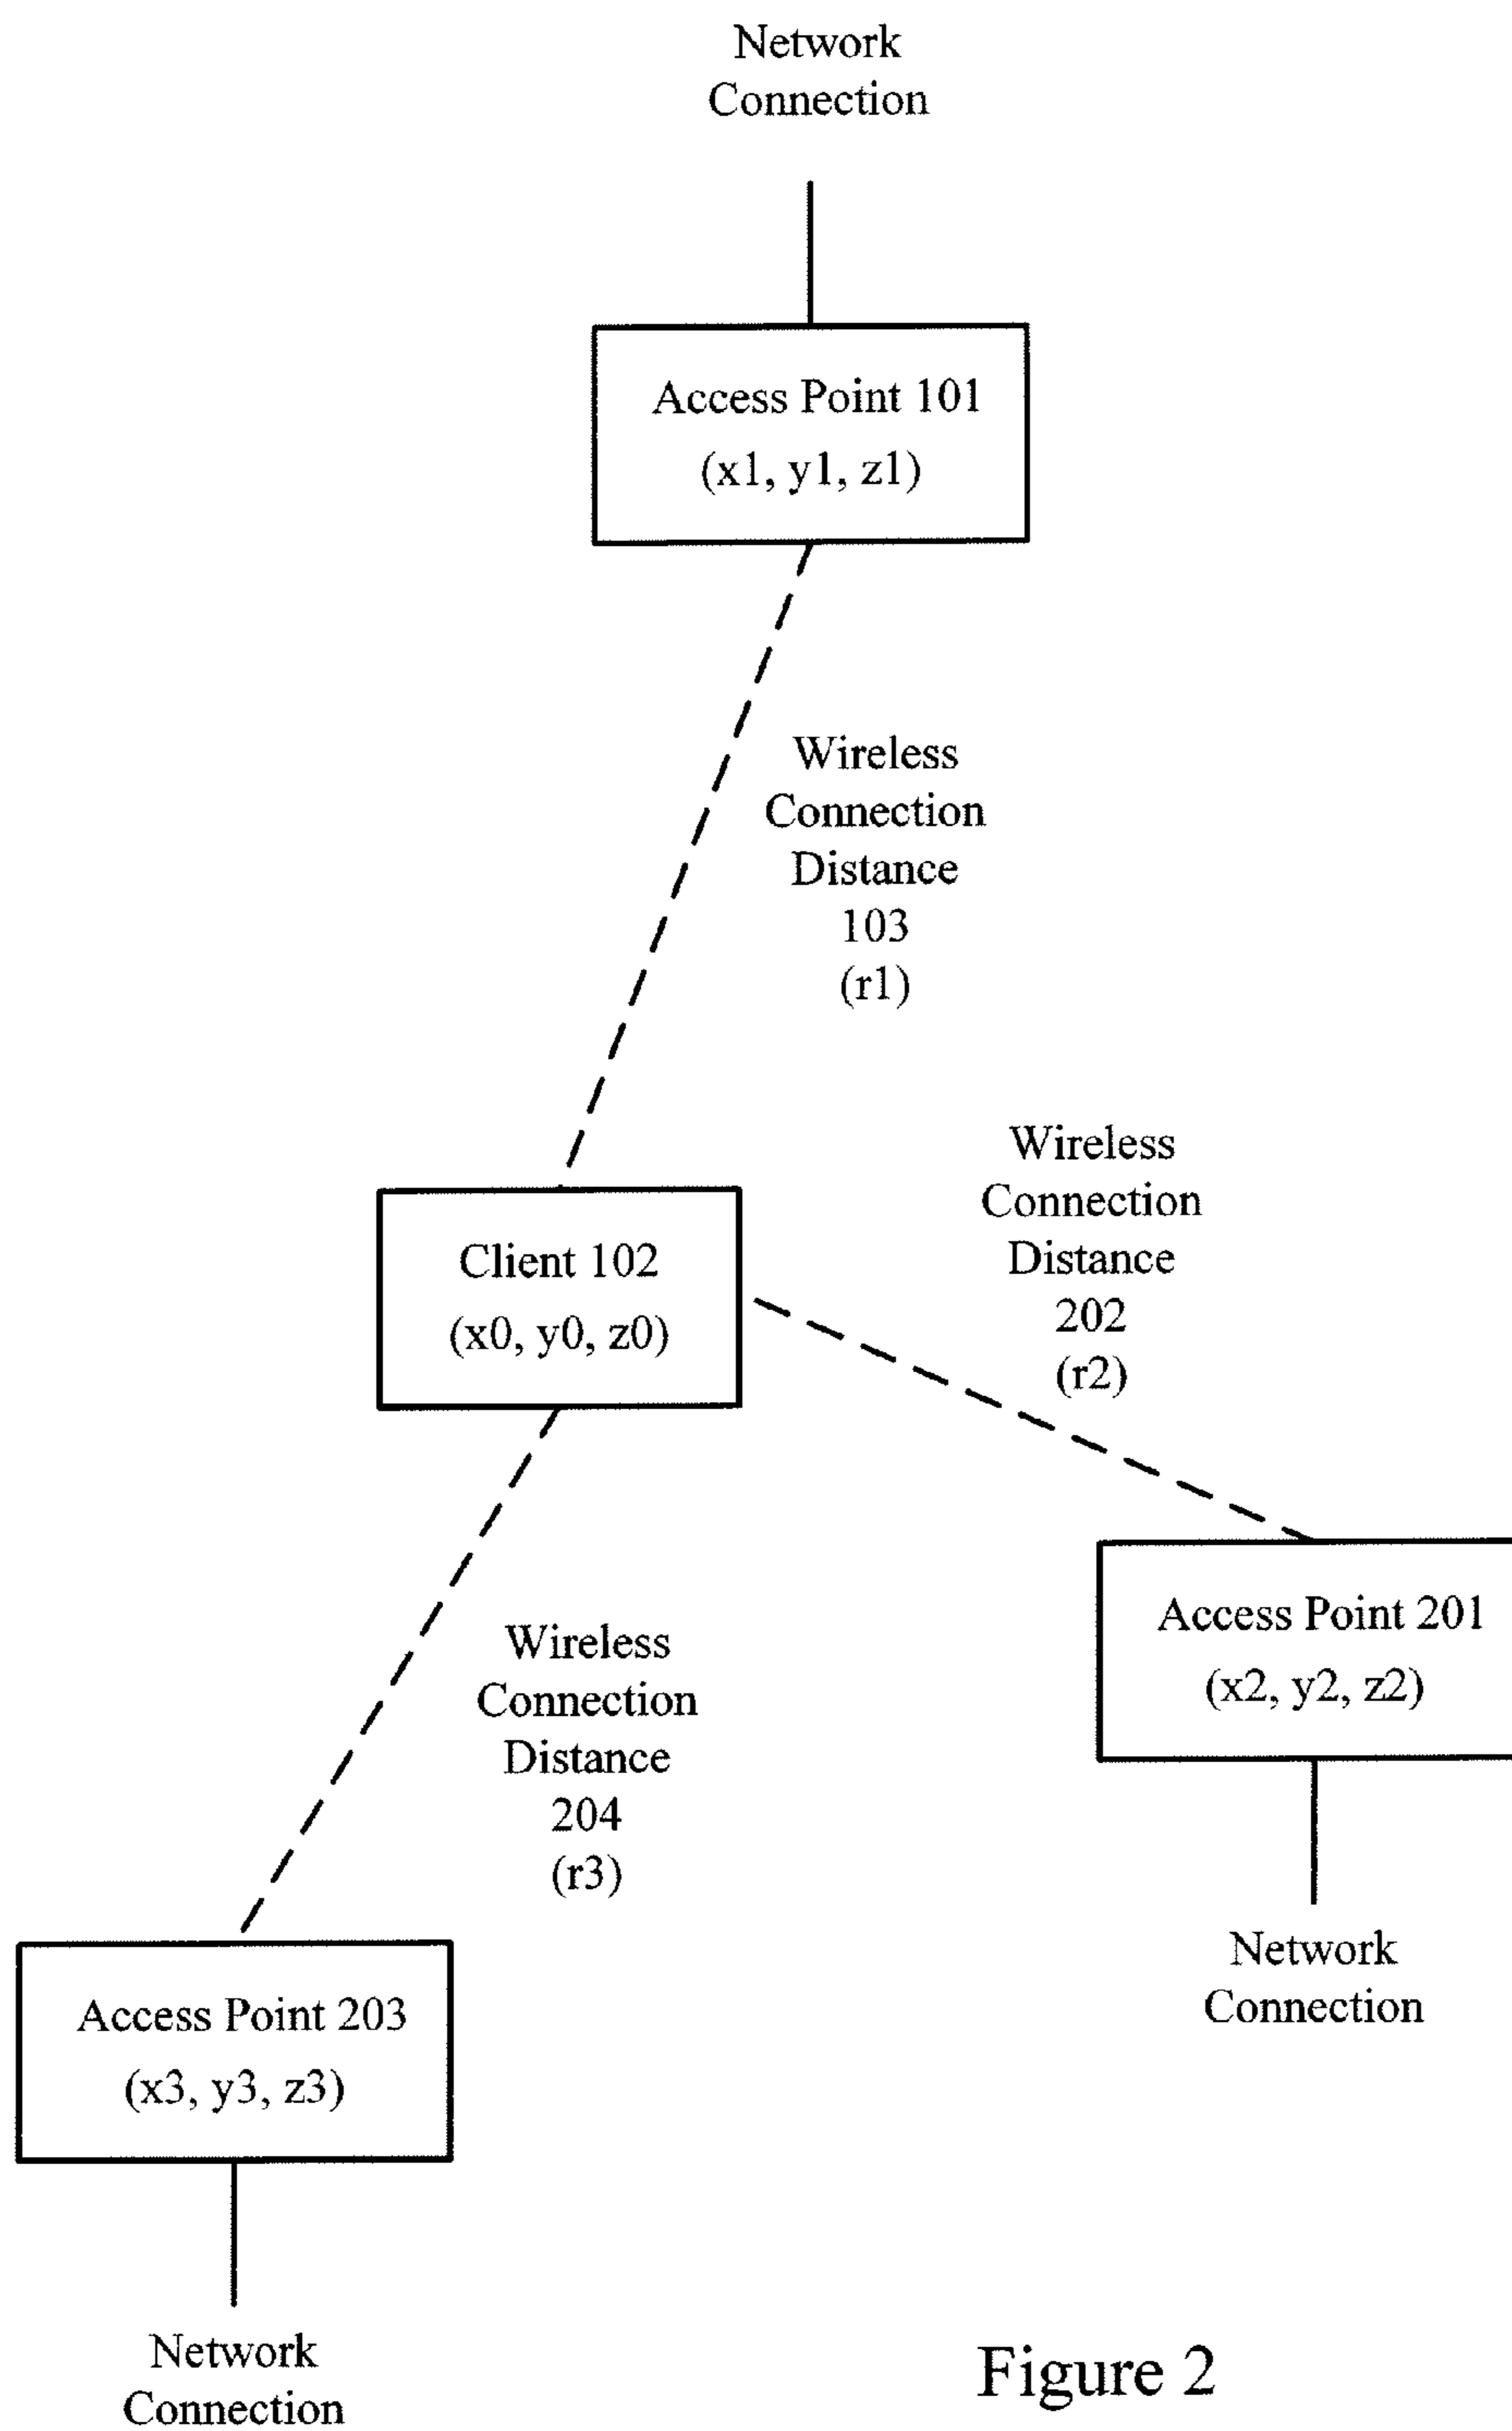 Network
Connection
Access Point 101
(x1, y1, z1)
Wireless
Connection
Distance
103
(r1)
Wireless
Connection
Distance
202
(r2)
Client 102
(x0, y0, z0)
Access Point 201
(x2, y2, z2)
Wireless
Connection
Distance
204
(r3)
Network
Connection
Access Point 203
(x3, y3, z3)
Network
Connection
Figure 2